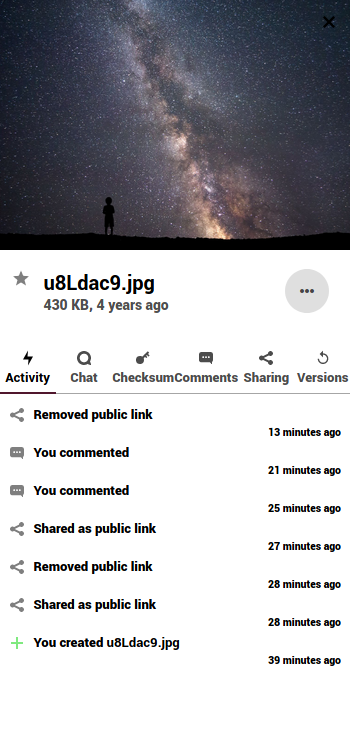 u8Ldac9.jpg
430 KB, 4 years ago
Activity Chat Checksum Comments Sharing Versions
Removed public link
13 minutes ago
You commented
21 minutes ago
You commented
25 minutes ago
Shared as public link
27 minutes ago
Removed public link
28 minutes ago
Shared as public link
28 minutes ago
You created u8Ldac9.jpg
39 minutes ago